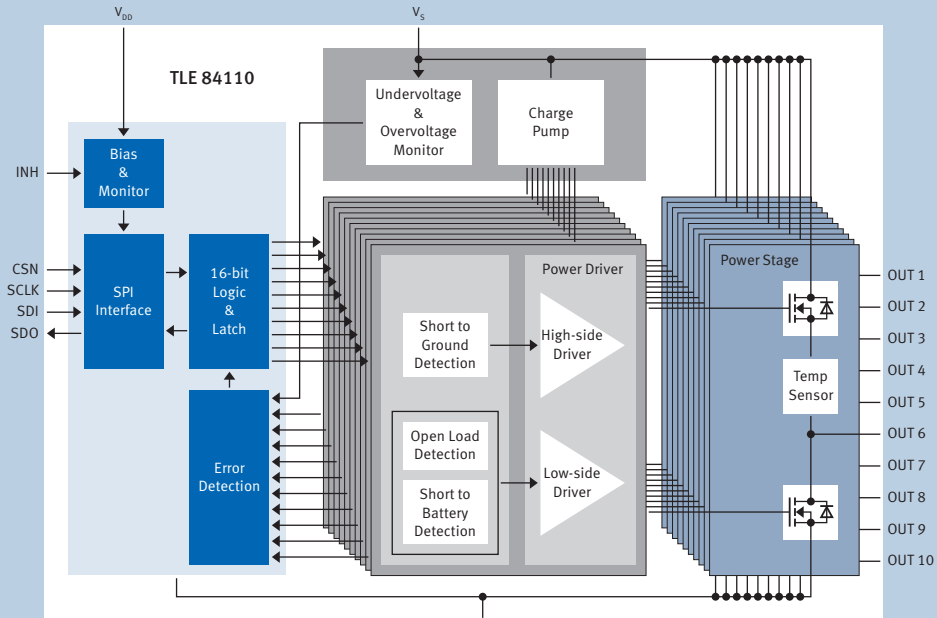 V_DD
V_S
TLE 84110
Undervoltage
&
Overvoltage
Monitor
Charge
Pump
Bias
&
Monitor
INH
CSN
SCLK
SDI
SDO
SPI
Interface
16-bit
Logic
&
Latch
Error
Detection
Power Driver
Short to
Ground
Detection
High-side
Driver
Open Load
Detection
Short to
Battery
Detection
Low-side
Driver
Power Stage
Temp
Sensor
OUT 1
OUT 2
OUT 3
OUT 4
OUT 5
OUT 6
OUT 7
OUT 8
OUT 9
OUT 10